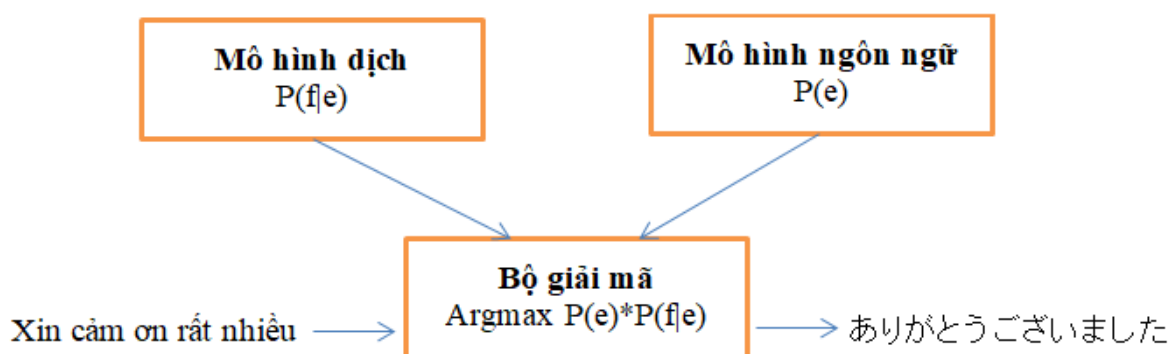 Mô hình dịch
P(f|e)
Mô hình ngôn ngữ
P(e)
Bộ giải mã
Argmax P(e)*P(f|e)
Xin cảm ơn rất nhiều
ありがとうございました